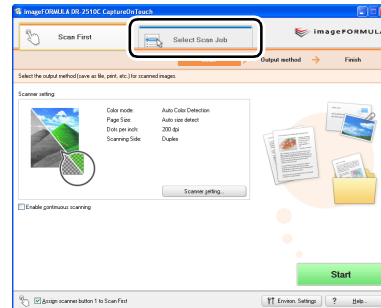 imageFORMULA DR-2510C CaptureOnTouch
Scan First
Select Scan Job
imageFORMULA
Output method
Finish
Select the output method (save as file, print, etc.) for scanned images.
Scanner setting:
Color mode: Auto Color Detection
Page Size: Auto size detect
Dots per inch: 200 dpi
Scanning Side: Duplex
Scanner setting...
Enable continuous scanning
Start
Assign scanner button 1 to Scan First
Environ. Settings
? Help...